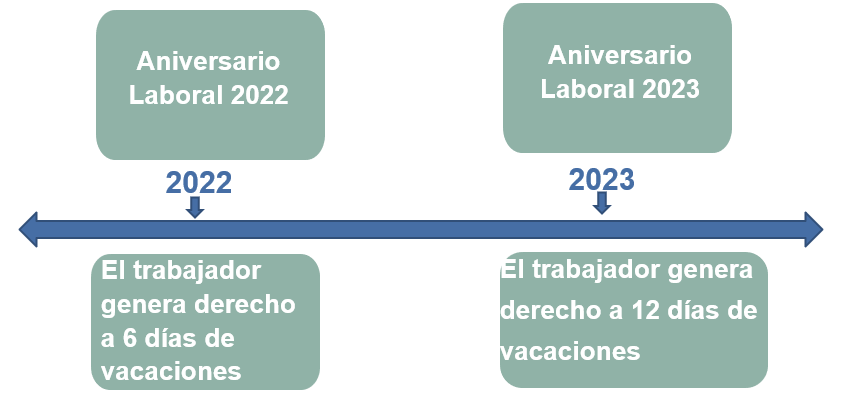 Aniversario
Laboral 2022
Aniversario
Laboral 2023
2022
2023
El trabajador
genera derecho
a 6 días de
vacaciones
El trabajador genera
derecho a 12 días de
vacaciones